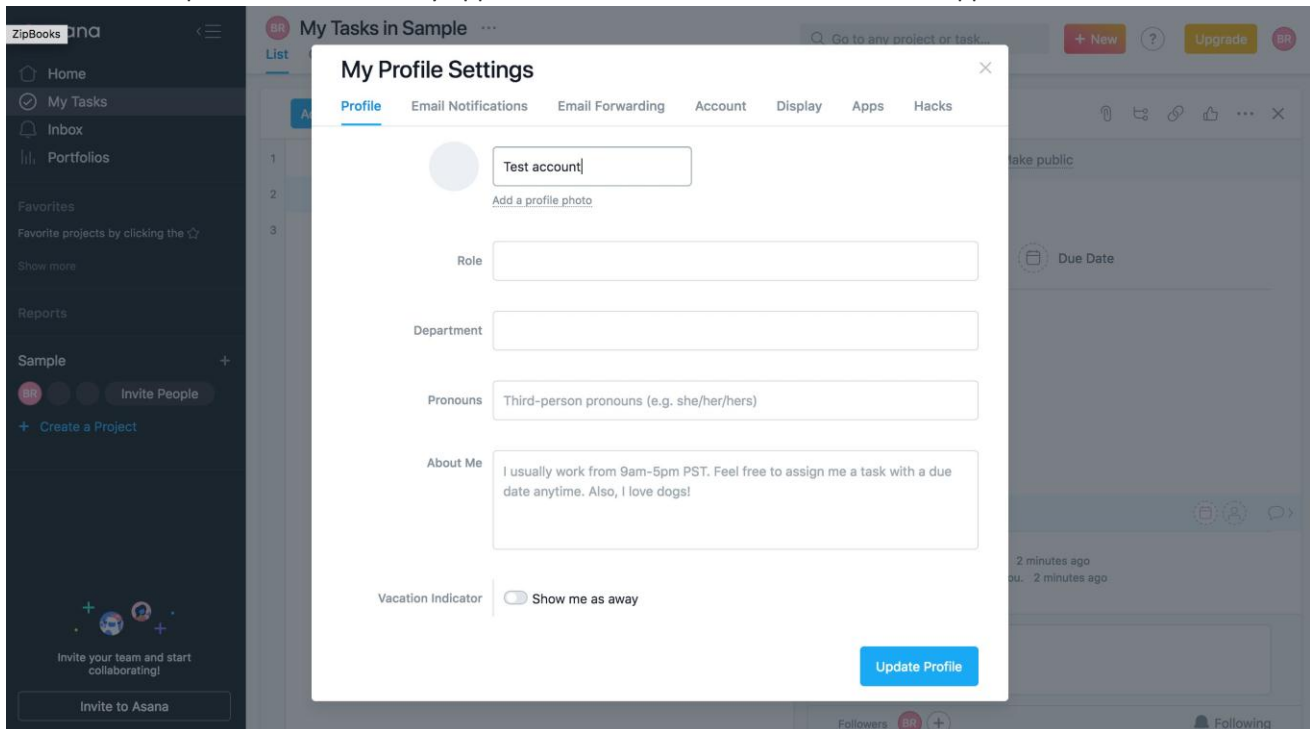 ZipBooks
ana
My Tasks in Sample ...
List
Go to any project or task...
+ New
?
Upgrade
BR
Home
My Tasks
Inbox
Portfolios
Favorites
Favorite projects by clicking the ☆
Show more
Reports
Sample +
BR
Invite People
+ Create a Project
Invite your team and start
collaborating!
Invite to Asana
1
2
3
My Profile Settings
Profile Email Notifications Email Forwarding Account Display Apps Hacks
Test account
Add a profile photo
Role
Department
Pronouns Third-person pronouns (e.g. she/her/hers)
About Me I usually work from 9am-5pm PST. Feel free to assign me a task with a due
date anytime. Also, I love dogs!
Vacation Indicator Show me as away
Update Profile
ake public
Due Date
2 minutes ago
ou. 2 minutes ago
Followers BR +
Following